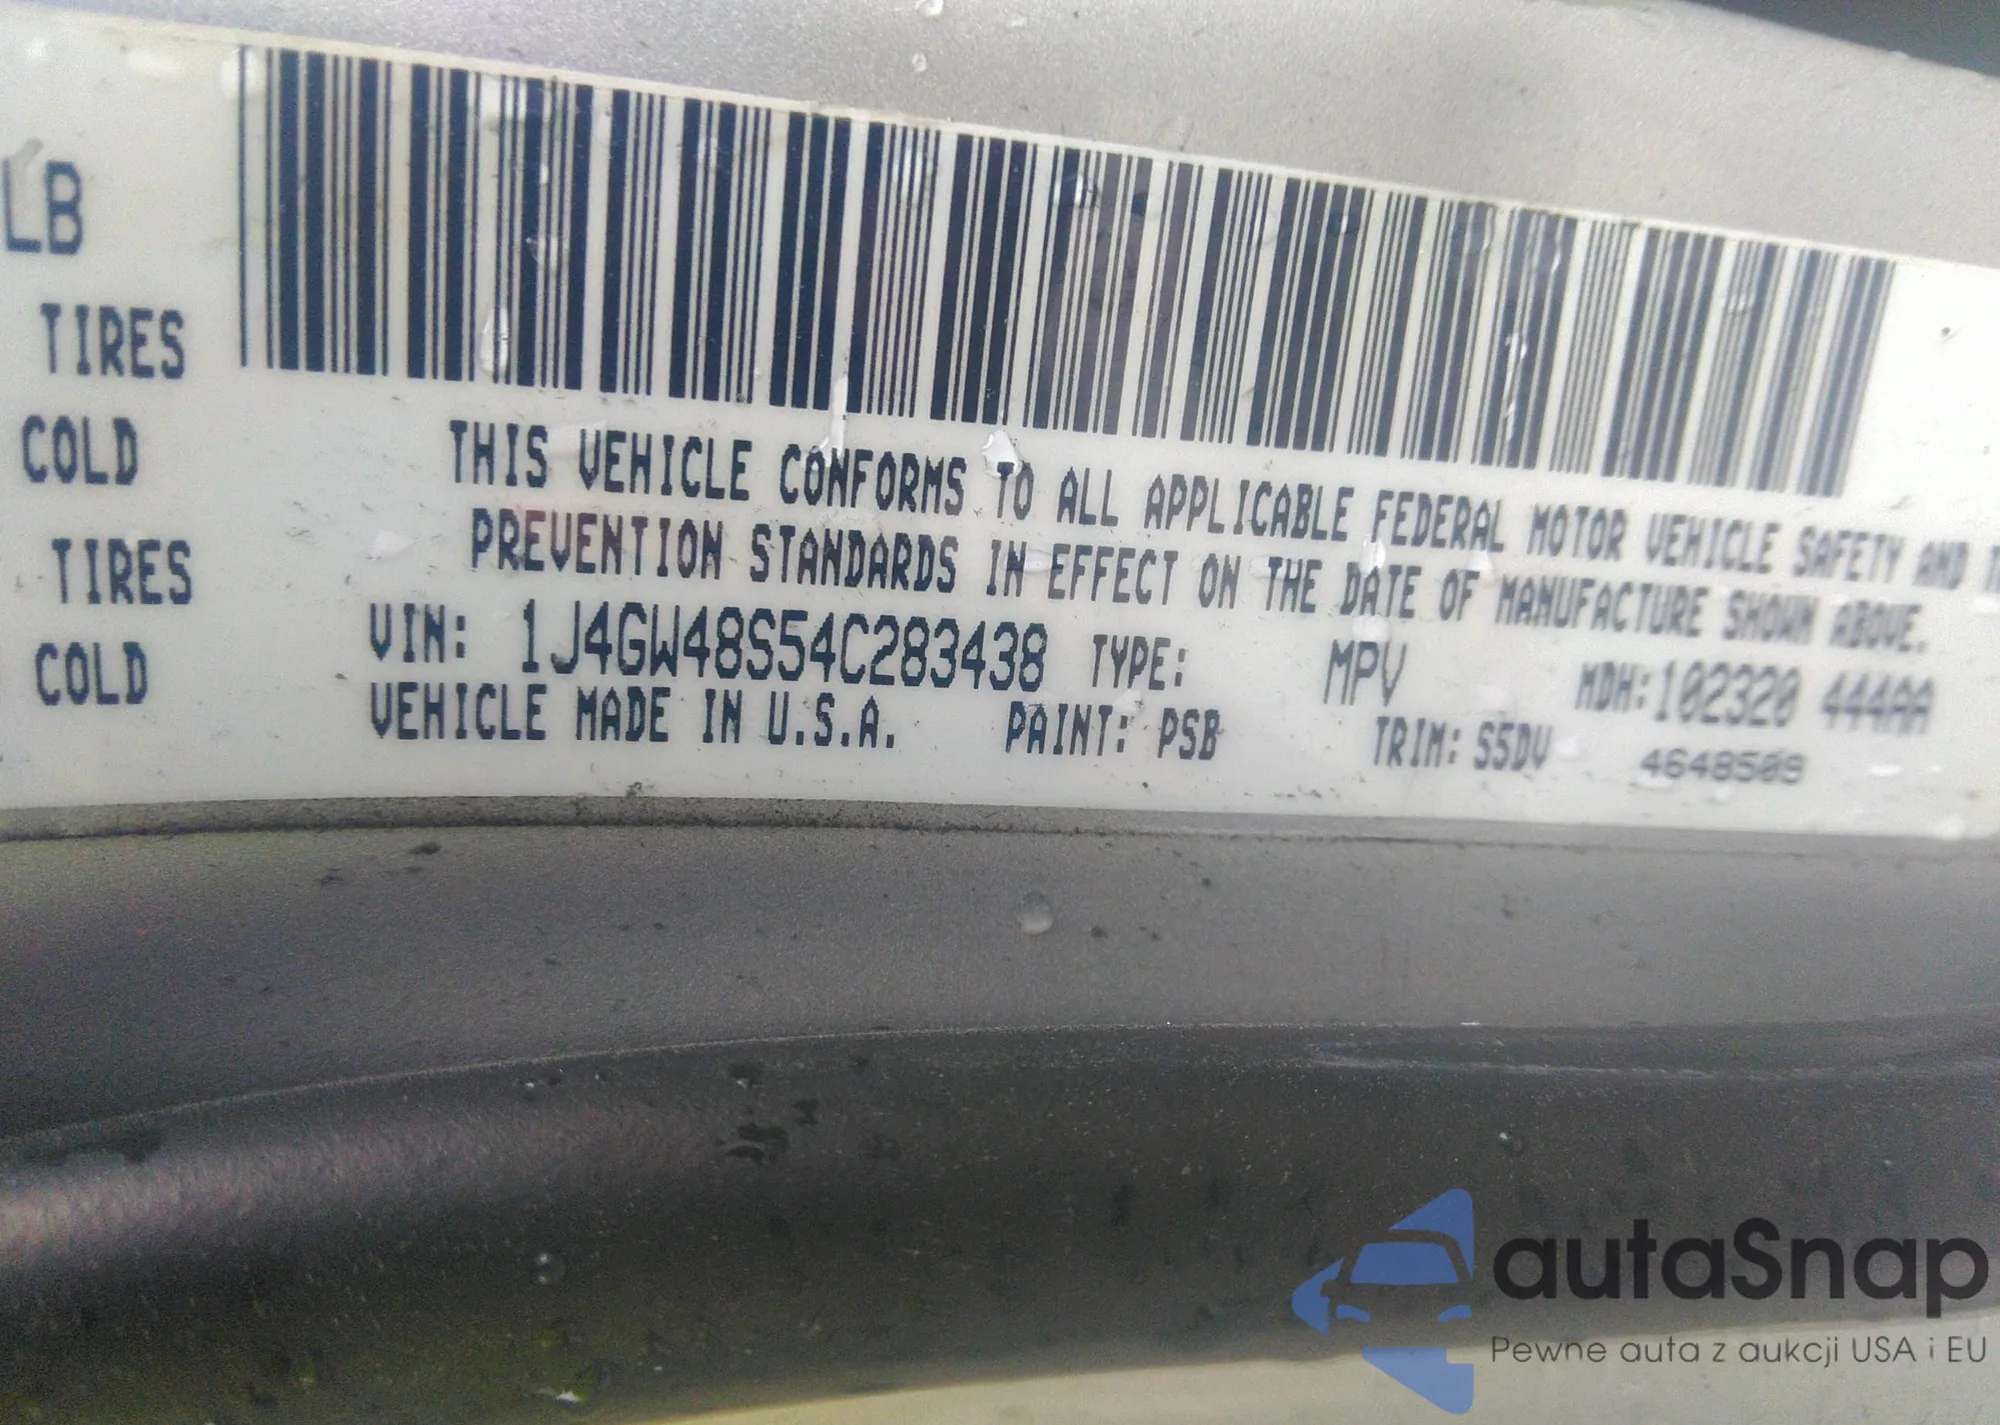 LB
TIRES
COLD
TIRES
COLD
THIS VEHICLE CONFORMS TO ALL APPLICABLE FEDERAL MOTOR VEHICLE SAFETY AND
PREVENTION STANDARDS IN EFFECT ON THE DATE OF MANUFACTURE SHOWN ABOVE.
VIN: 1J4GW48S54C283438 TYPE: MPV MDH:102320 444AA
VEHICLE MADE IN U.S.A. PAINT: PSB TRIM: S5DV 4648509
autaSnap
Pewne auta z aukcji USA i EU